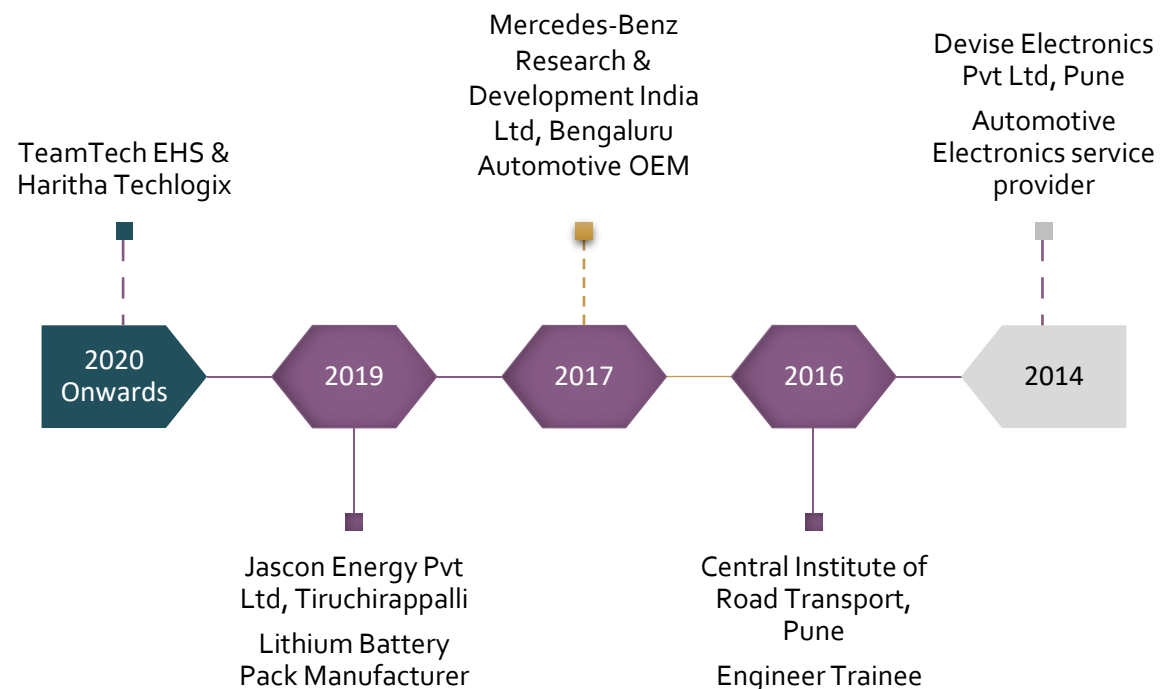 TeamTech EHS &
Haritha Techlogix
2020
Onwards
Jascon Energy Pvt
Ltd, Tiruchirappalli
Lithium Battery
Pack Manufacturer
2019
Mercedes-Benz
Research &
Development India
Ltd, Bengaluru
Automotive OEM
2017
2016
Central Institute of
Road Transport,
Pune
Engineer Trainee
Devise Electronics
Pvt Ltd, Pune
Automotive
Electronics service
provider
2014